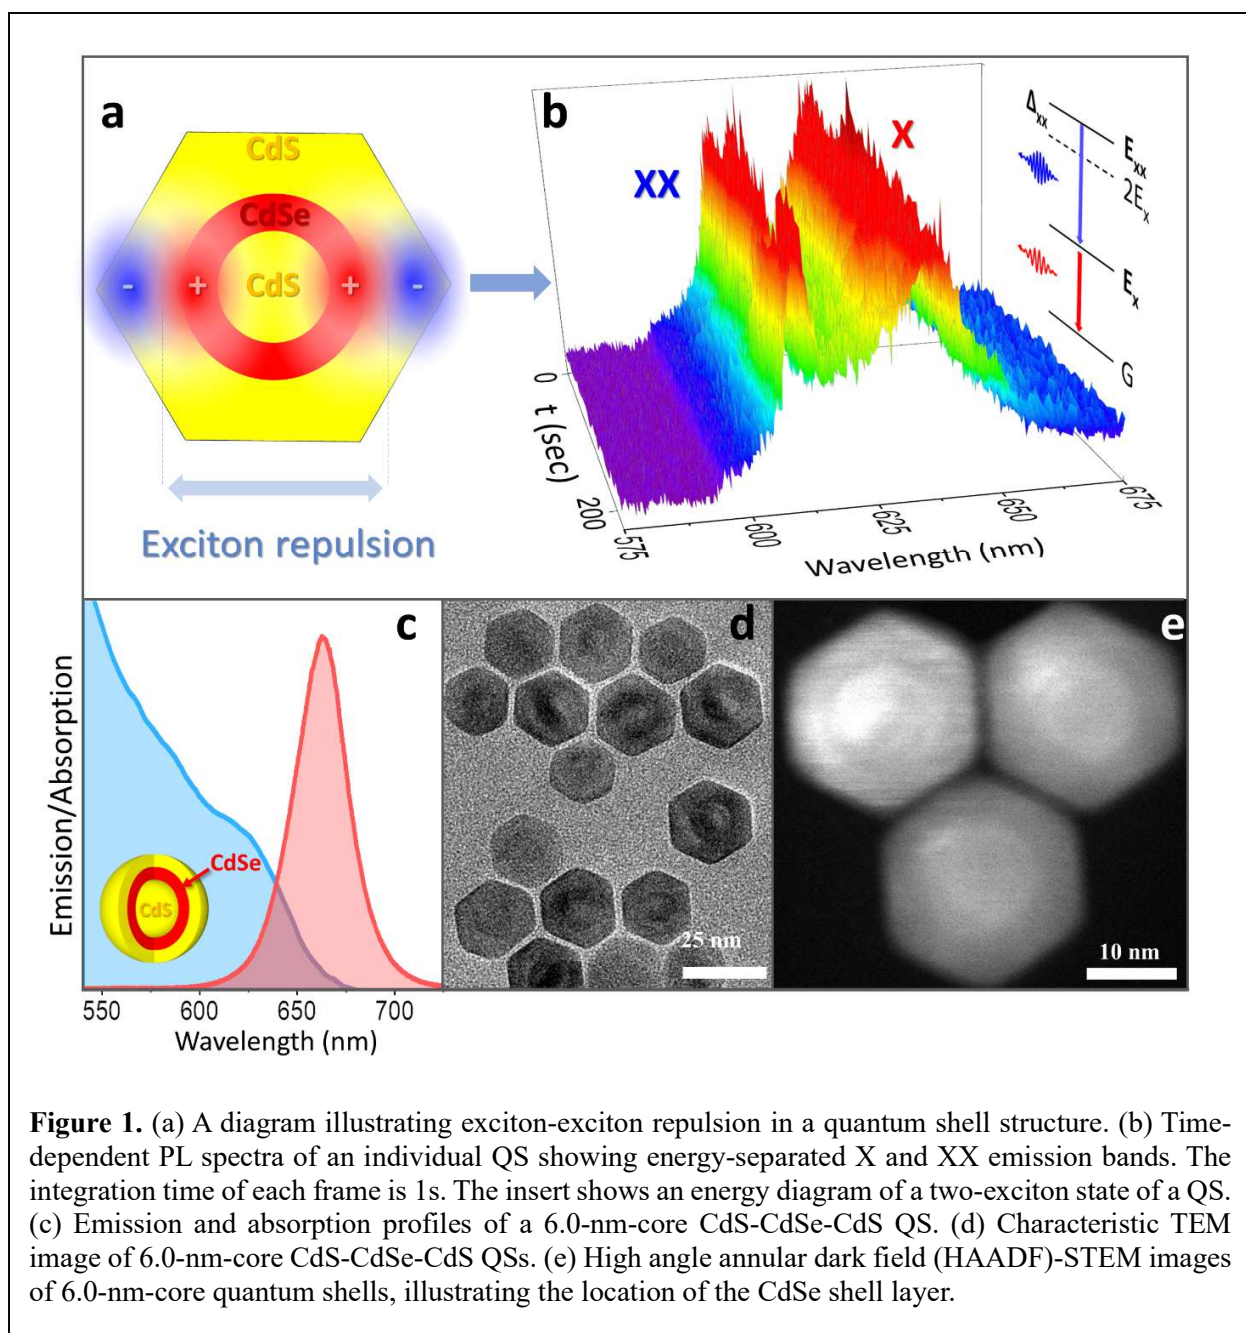 a
CdS
CdSe
CdS
- + + -
Exciton repulsion
b
XX
X
Δxx
Exx
2Ex
Ex
G
0
200
t (sec)
575
600
625
650
675
Wavelength (nm)
c
Emission/Absorption
CdSe
CdS
550 600 650 700
Wavelength (nm)
d
25 nm
e
10 nm
Figure 1. (a) A diagram illustrating exciton-exciton repulsion in a quantum shell structure. (b) Time-
dependent PL spectra of an individual QS showing energy-separated X and XX emission bands. The
integration time of each frame is 1s. The insert shows an energy diagram of a two-exciton state of a QS.
(c) Emission and absorption profiles of a 6.0-nm-core CdS-CdSe-CdS QS. (d) Characteristic TEM
image of 6.0-nm-core CdS-CdSe-CdS QSs. (e) High angle annular dark field (HAADF)-STEM images
of 6.0-nm-core quantum shells, illustrating the location of the CdSe shell layer.